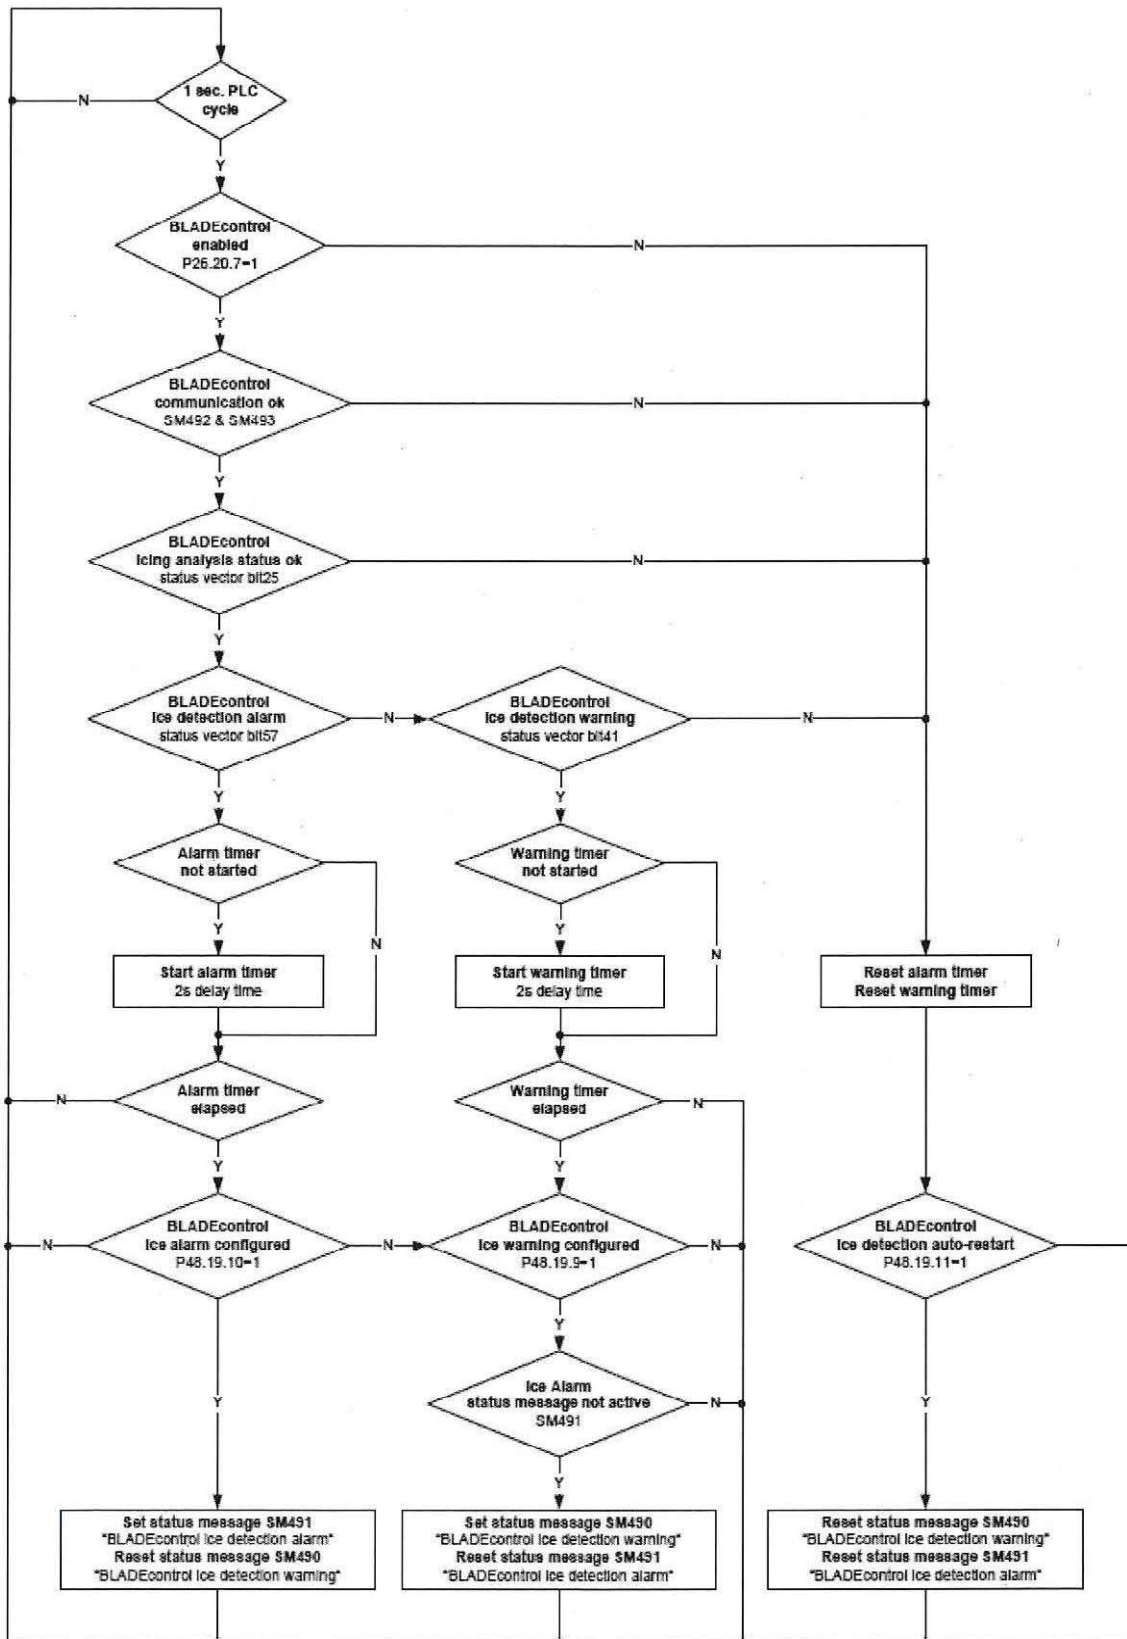 1 sec. PLC
cycle
N
Y
BLADEcontrol
enabled
P26.20.7=1
N
Y
BLADEcontrol
communication ok
SM492 & SM493
N
Y
BLADEcontrol
Icing analysis status ok
status vector bit25
N
Y
BLADEcontrol
Ice detection alarm
status vector bit57
N
BLADEcontrol
Ice detection warning
status vector bit41
N
Y
Y
Alarm timer
not started
N
Warning timer
not started
N
Y
Y
Start alarm timer
2s delay time
Start warning timer
2s delay time
Reset alarm timer
Reset warning timer
Alarm timer
elapsed
N
Warning timer
elapsed
N
Y
Y
BLADEcontrol
Ice alarm configured
P48.19.10=1
N
N
BLADEcontrol
Ice warning configured
P48.19.9=1
N
BLADEcontrol
Ice detection auto-restart
P48.19.11=1
Y
Ice Alarm
status message not active
SM491
N
Y
Y
Y
Set status message SM491
"BLADEcontrol Ice detection alarm"
Reset status message SM490
"BLADEcontrol Ice detection warning"
Set status message SM490
"BLADEcontrol Ice detection warning"
Reset status message SM491
"BLADEcontrol Ice detection alarm"
Reset status message SM490
"BLADEcontrol Ice detection warning"
Reset status message SM491
"BLADEcontrol Ice detection alarm"